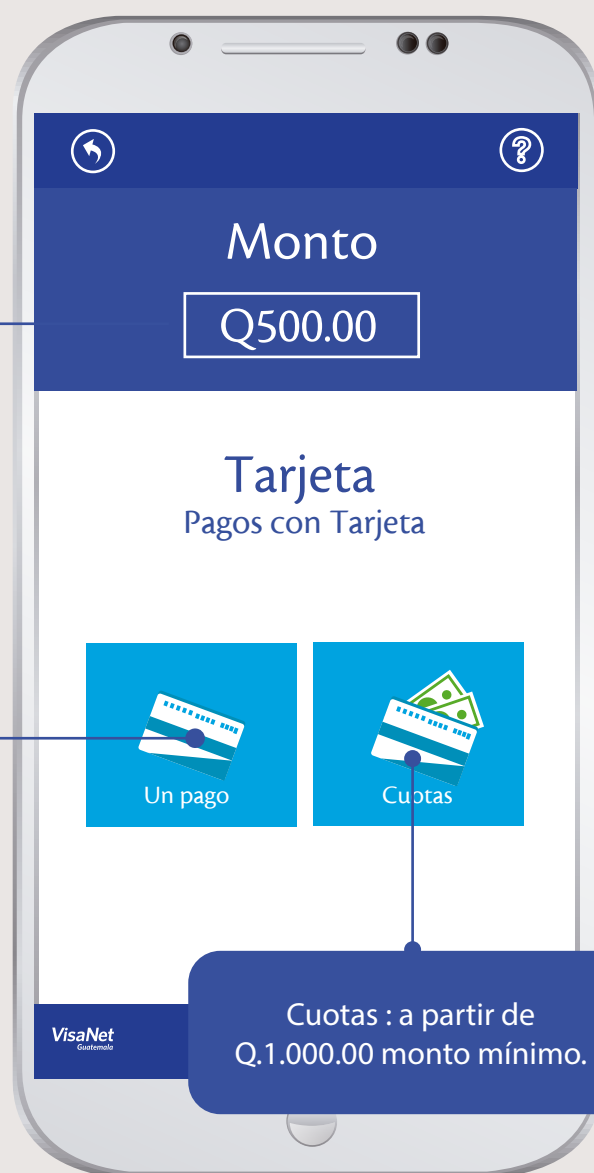 Monto
Q500.00
Tarjeta
Pagos con Tarjeta
Un pago
Cuotas
Cuotas : a partir de
Q.1.000.00 monto mínimo.
VisaNet
Guatemala